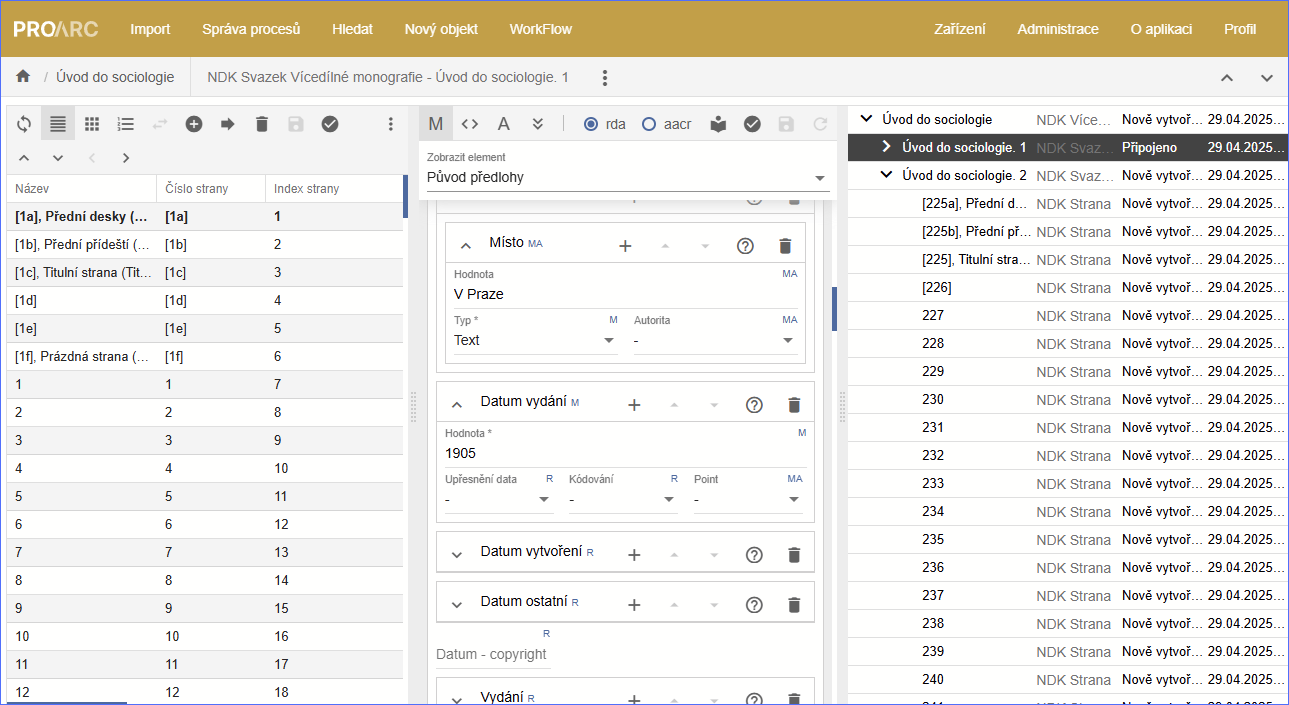 PROARC Import Správa procesů Hledat Nový objekt WorkFlow Zařízení Administrace O aplikaci Profil
/ Úvod do sociologie NDK Svazek Vícedílné monografie - Úvod do sociologie. 1
Název Číslo strany Index strany
[1a], Přední desky (... [1a] 1
[1b], Přední přídeští (... [1b] 2
[1c], Titulní strana (Tit... [1c] 3
[1d] [1d] 4
[1e] [1e] 5
[1f], Prázdná strana (... [1f] 6
1 1 7
2 2 8
3 3 9
4 4 10
5 5 11
6 6 12
7 7 13
8 8 14
9 9 15
10 10 16
11 11 17
12 12 18
M <> A rda aacr
Zobrazit element
Původ předlohy
Místo MA
Hodnota MA
V Praze
Typ * M Autorita MA
Text -
Datum vydání M
Hodnota * M
1905
Upřesnění data R Kódování R Point MA
- - -
Datum vytvoření R
Datum ostatní R
R
Datum - copyright
Vydání R
Úvod do sociologie NDK Více... Nově vytvoř... 29.04.2025...
Úvod do sociologie. 1 NDK Svaz... Připojeno 29.04.2025...
Úvod do sociologie. 2 NDK Svaz... Nově vytvoř... 29.04.2025...
[225a], Přední d... NDK Strana Nově vytvoř... 29.04.2025...
[225b], Přední př... NDK Strana Nově vytvoř... 29.04.2025...
[225], Titulní stra... NDK Strana Nově vytvoř... 29.04.2025...
[226] NDK Strana Nově vytvoř... 29.04.2025...
227 NDK Strana Nově vytvoř... 29.04.2025...
228 NDK Strana Nově vytvoř... 29.04.2025...
229 NDK Strana Nově vytvoř... 29.04.2025...
230 NDK Strana Nově vytvoř... 29.04.2025...
231 NDK Strana Nově vytvoř... 29.04.2025...
232 NDK Strana Nově vytvoř... 29.04.2025...
233 NDK Strana Nově vytvoř... 29.04.2025...
234 NDK Strana Nově vytvoř... 29.04.2025...
235 NDK Strana Nově vytvoř... 29.04.2025...
236 NDK Strana Nově vytvoř... 29.04.2025...
237 NDK Strana Nově vytvoř... 29.04.2025...
238 NDK Strana Nově vytvoř... 29.04.2025...
239 NDK Strana Nově vytvoř... 29.04.2025...
240 NDK Strana Nově vytvoř... 29.04.2025...